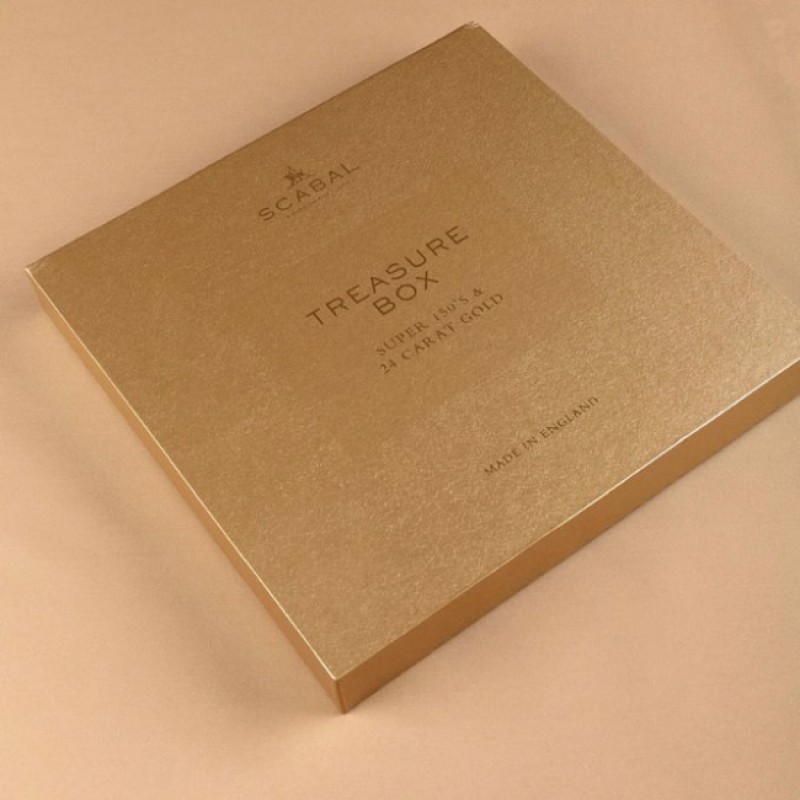 SCABAL
TREASURE
BOX
SUPER 150'S &
24 CARAT GOLD
MADE IN ENGLAND